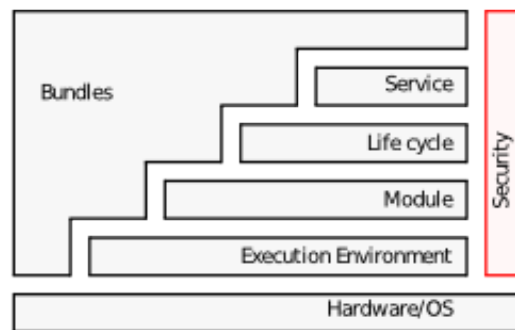 Bundles
Service
Life cycle
Module
Execution Environment
Hardware/OS
Security